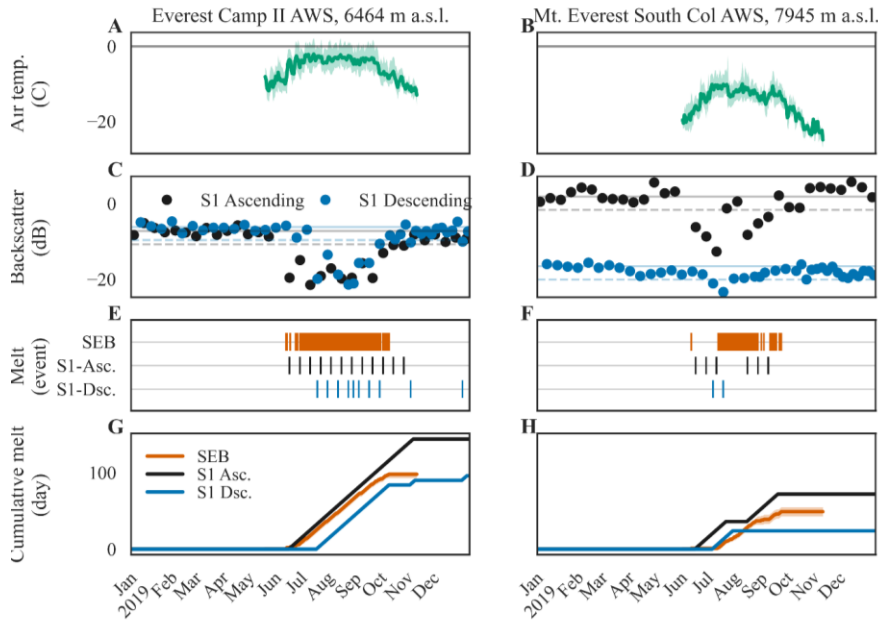 Everest Camp II AWS, 6464 m a.s.l.
Mt. Everest South Col AWS, 7945 m a.s.l.
A
B
Air temp.
(C)
0
−20
C
D
Backscatter
(dB)
0
−20
S1 Ascending
S1 Descending
E
F
Melt
(event)
SEB
S1-Asc.
S1-Dsc.
G
H
Cumulative melt
(day)
100
0
SEB
S1 Asc.
S1 Dsc.
Jan
2019
Feb
Mar
Apr
May
Jun
Jul
Aug
Sep
Oct
Nov
Dec
Jan
2019
Feb
Mar
Apr
May
Jun
Jul
Aug
Sep
Oct
Nov
Dec